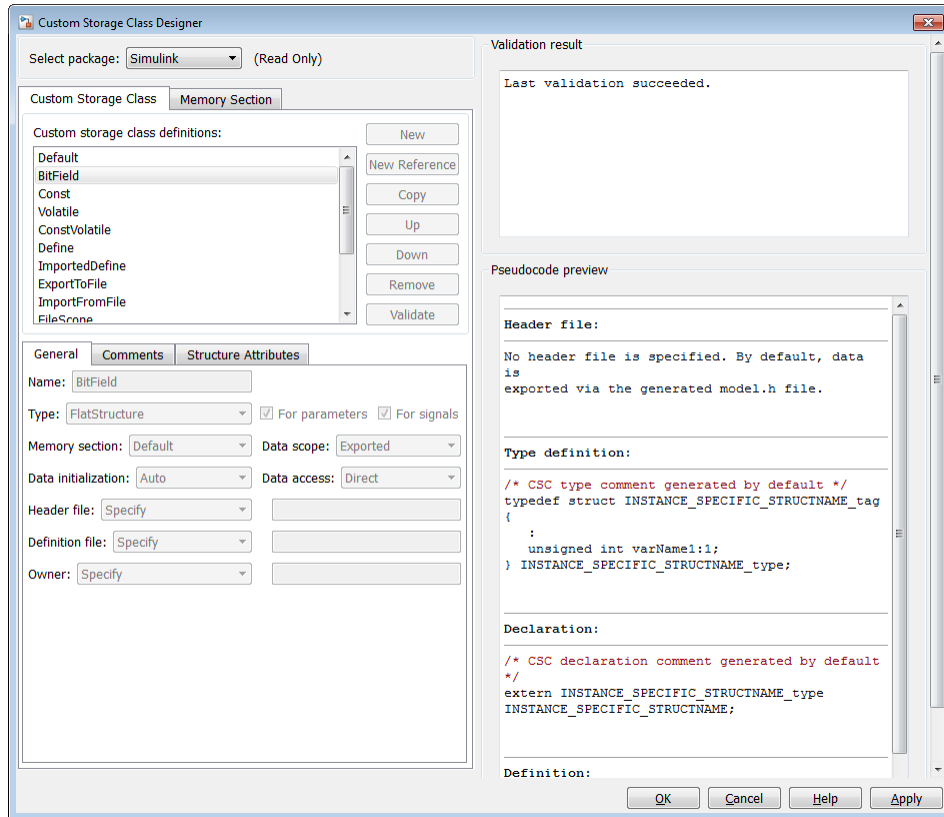 Custom Storage Class Designer
Select package: Simulink (Read Only)
Custom Storage Class Memory Section
Custom storage class definitions:
Default
BitField
Const
Volatile
ConstVolatile
Define
ImportedDefine
ExportToFile
ImportFromFile
FileScope
New
New Reference
Copy
Up
Down
Remove
Validate
General Comments Structure Attributes
Name: BitField
Type: FlatStructure For parameters For signals
Memory section: Default Data scope: Exported
Data initialization: Auto Data access: Direct
Header file: Specify
Definition file: Specify
Owner: Specify
Validation result
Last validation succeeded.
Pseudocode preview
Header file:
No header file is specified. By default, data
is
exported via the generated model.h file.
Type definition:
/* CSC type comment generated by default */
typedef struct INSTANCE_SPECIFIC_STRUCTNAME_tag
{
:
unsigned int varName1:1;
} INSTANCE_SPECIFIC_STRUCTNAME_type;
Declaration:
/* CSC declaration comment generated by default
*/
extern INSTANCE_SPECIFIC_STRUCTNAME_type
INSTANCE_SPECIFIC_STRUCTNAME;
Definition:
OK Cancel Help Apply